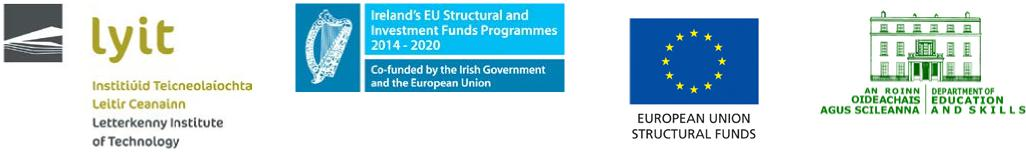 lyit
Institiúid Teicneolaíochta
Leitir Ceanainn
Letterkenny Institute
of Technology
Ireland's EU Structural and
Investment Funds Programmes
2014 - 2020
Co-funded by the Irish Government
and the European Union
EUROPEAN UNION
STRUCTURAL FUNDS
AN ROINN
OIDEACHAIS
AGUS SCILEANNA
DEPARTMENT OF
EDUCATION
AND SKILLS